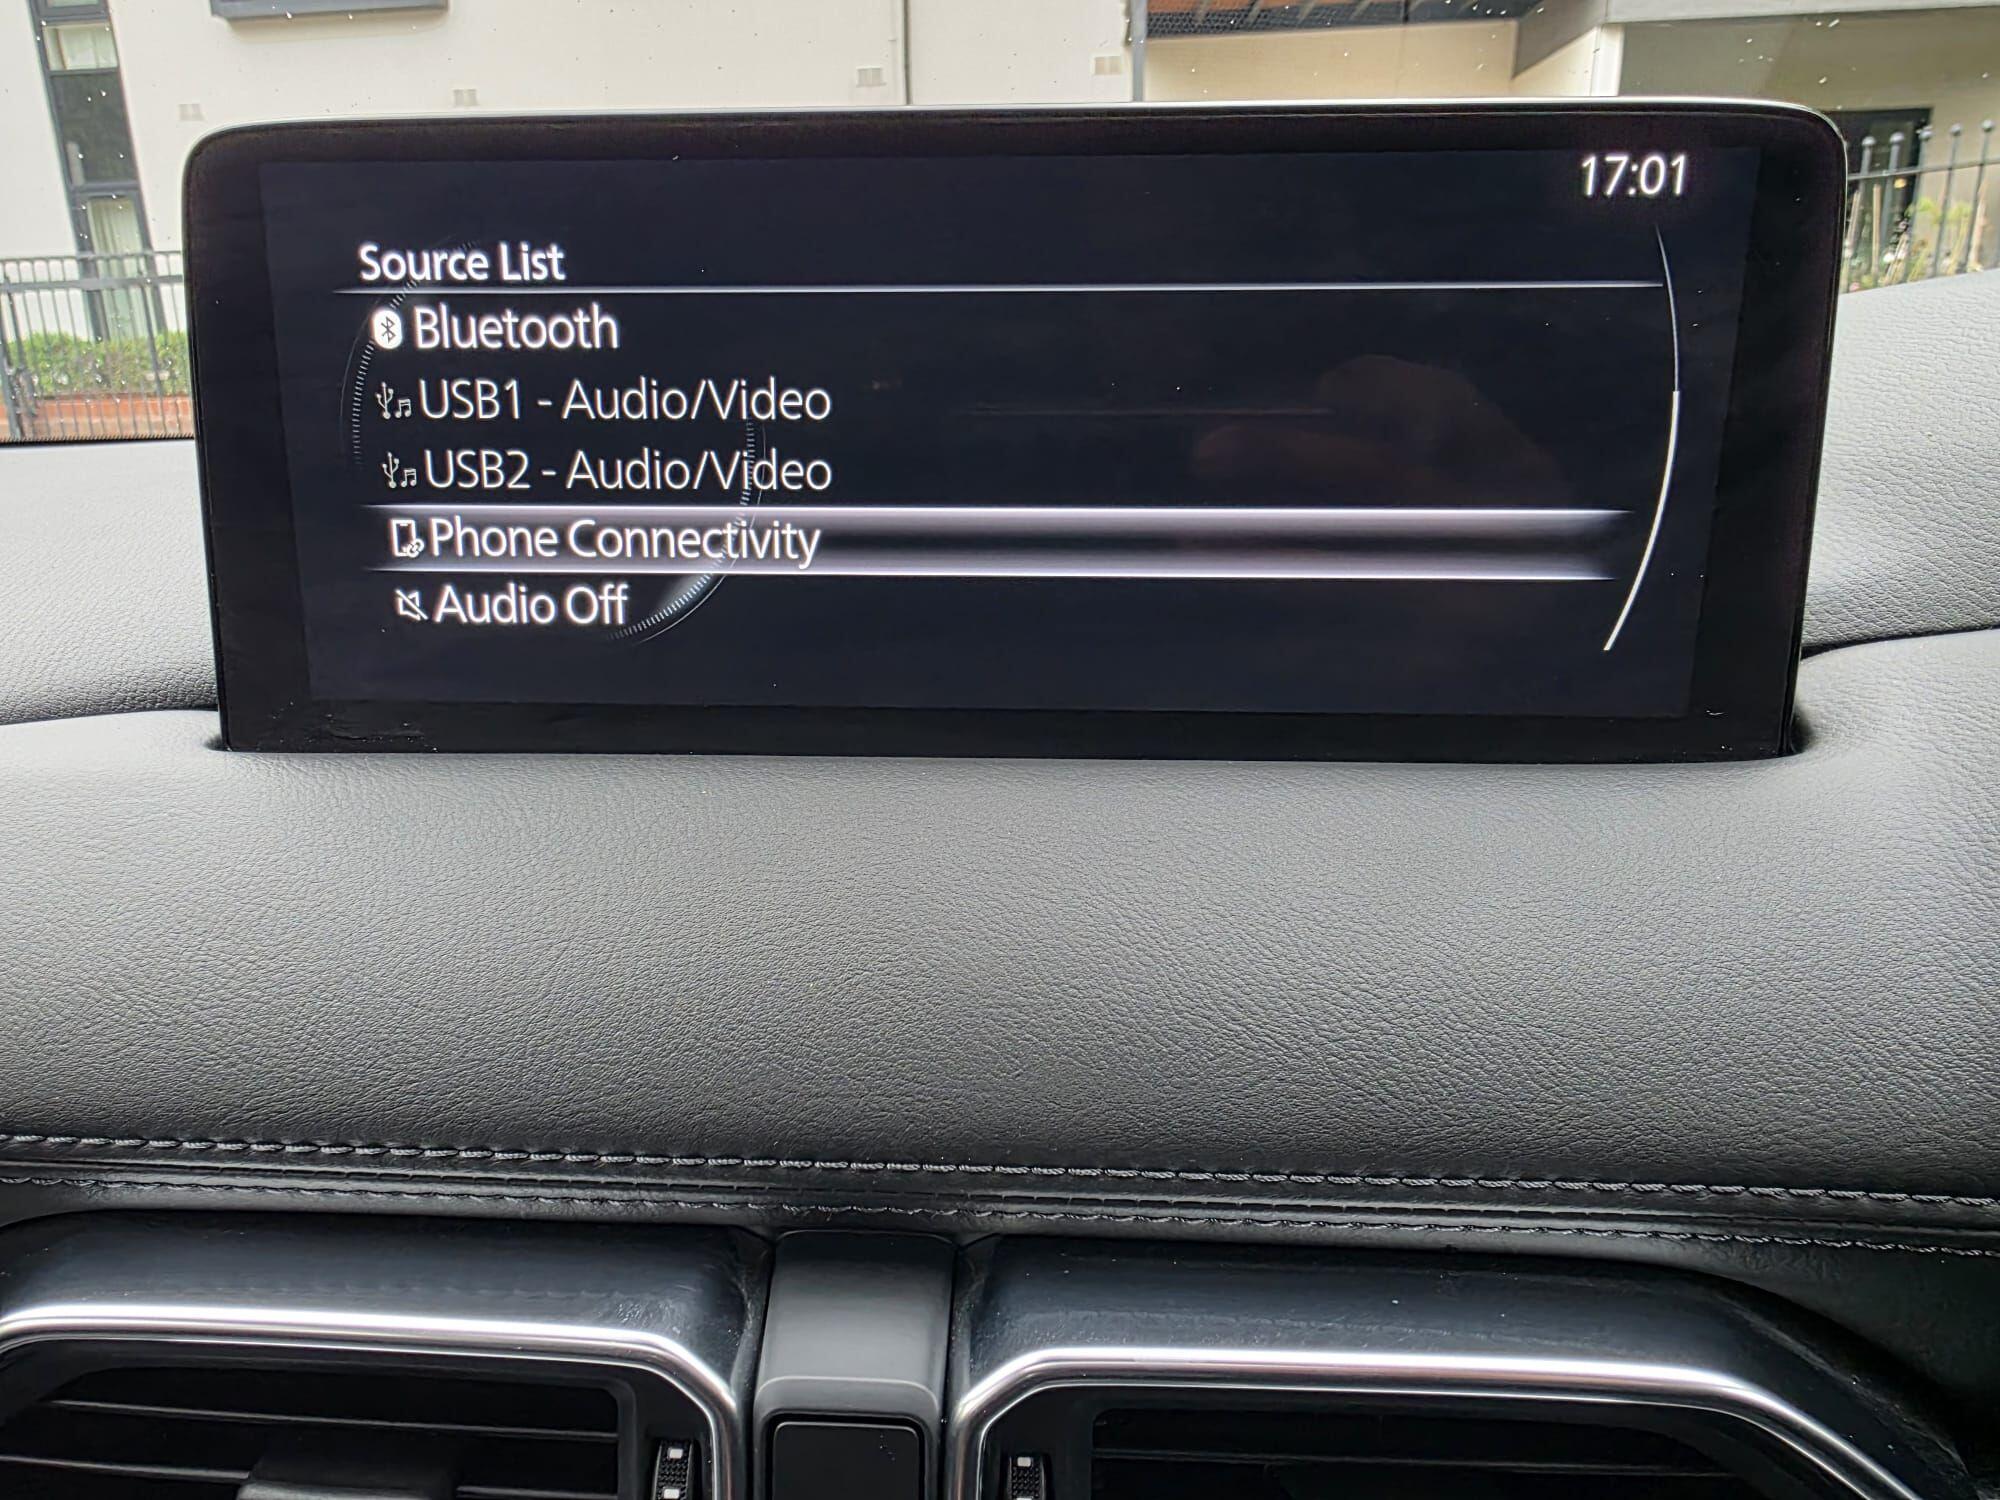 17:01
Source List
Bluetooth
USB1 - Audio/Video
USB2 - Audio/Video
Phone Connectivity
Audio Off